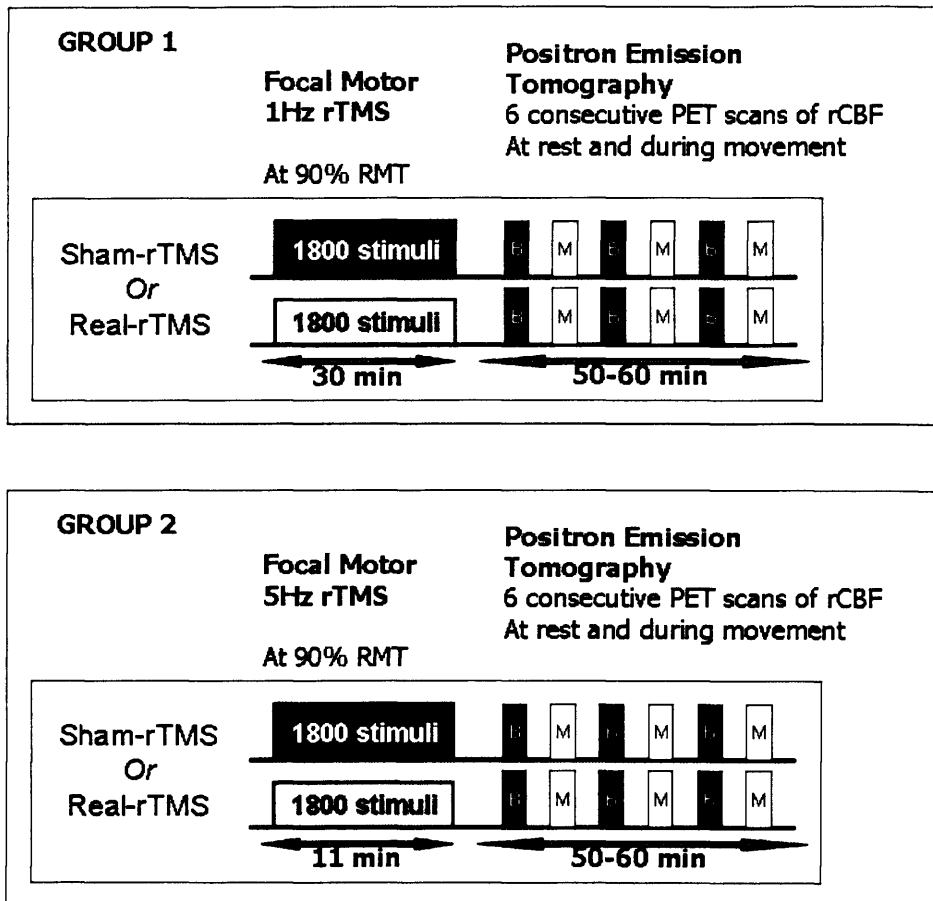 GROUP 1
Focal Motor
1Hz rTMS
At 90% RMT
Positron Emission
Tomography
6 consecutive PET scans of rCBF
At rest and during movement
Sham-rTMS
Or
Real-rTMS
1800 stimuli
M M M
1800 stimuli
M M M
30 min
50-60 min
GROUP 2
Focal Motor
5Hz rTMS
At 90% RMT
Positron Emission
Tomography
6 consecutive PET scans of rCBF
At rest and during movement
Sham-rTMS
Or
Real-rTMS
1800 stimuli
M M M
1800 stimuli
M M M
11 min
50-60 min